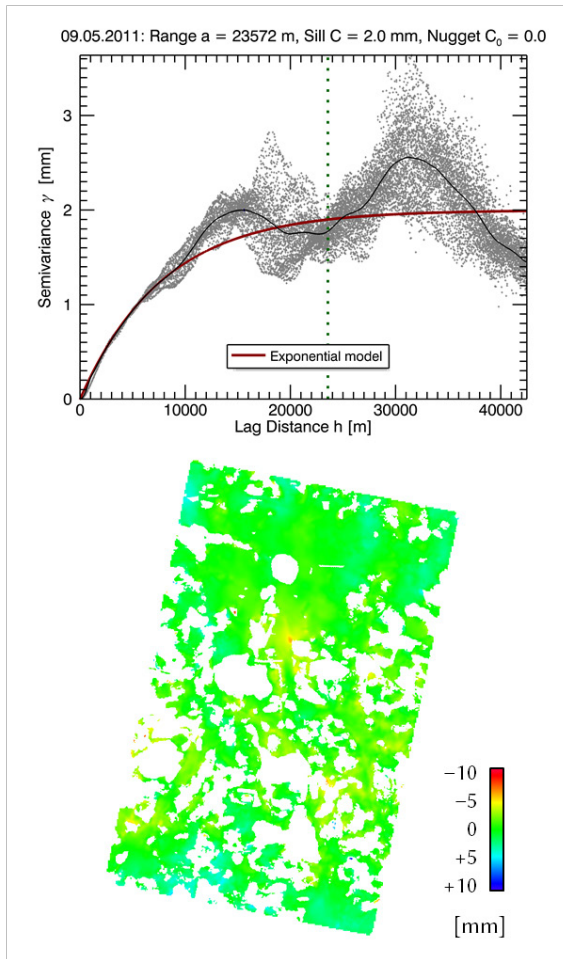 09.05.2011: Range a = 23572 m, Sill C = 2.0 mm, Nugget C₀ = 0.0
3
2
1
0
Semivariance γ [mm]
Exponential model
0 10000 20000 30000 40000
Lag Distance h [m]
−10
−5
0
+5
+10
[mm]